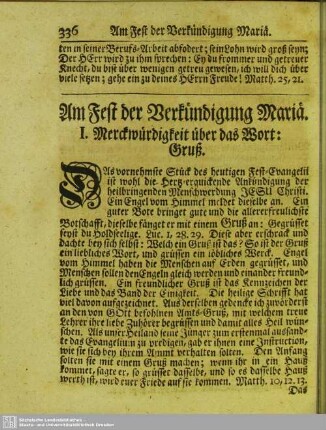 336 Am Fest der Verkündigung Mariä.
ten in seiner Berufs-Arbeit abfodert; sein Lohn wird groß seyn;
Der HErr wird zu ihm sprechen: Ey du frommer und getreuer
Knecht, du bist über wenigen getreu gewesen, ich will dich über
viele setzen; gehe ein zu deines HErrn Freude! Matth. 25, 21.
Am Fest der Verkündigung Mariä.
I. Merckwürdigkeit über das Wort:
Gruß.
DAs vornehmste Stück des heutigen Fest-Evangelii
ist wohl die Hertz-erquickende Ankündigung der
heilbringenden Menschwerdung JESU Christi.
Ein Engel vom Himmel meldet dieselbe an. Ein
guter Bote bringet gute und die allererfreulichste
Botschafft, dieselbe fänget er mit einem Gruß an: Gegrüsset
seyst du Holdselige. Luc. 1, 28. 29. Diese aber erschrack und
dachte bey sich selbst: Welch ein Gruß ist das? So ist der Gruß
ein liebliches Wort, und grüssen ein löbliches Werck. Engel
vom Himmel haben die Menschen auf Erden gegrüsset, und
Menschen sollen den Engeln gleich werden und einander freund-
lich grüssen. Ein freundlicher Gruß ist das Kennzeichen der
Liebe und das Band der Einigkeit. Die heilige Schrifft hat
viel davon aufgezeichnet. Aus derselben gedencke ich zuvörderst
an den von GOtt befohlnen Amts-Gruß, mit welchem treue
Lehrer ihre liebe Zuhörer begrüssen und damit alles Heil wün-
schen. Als unser Heiland seine Jünger zum erstenmal aussand-
te das Evangelium zu predigen, gab er ihnen eine Instruction,
wie sie sich bey ihrem Ammt verhalten solten. Den Anfang
solten sie mit einem Gruß machen; wenn ihr in ein Hauß
kommet, sagte er, so grüsset dasselbe, und so es dasselbe Hauß
werth ist, wird euer Friede auf sie kommen. Matth. 10, 12. 13.
Das